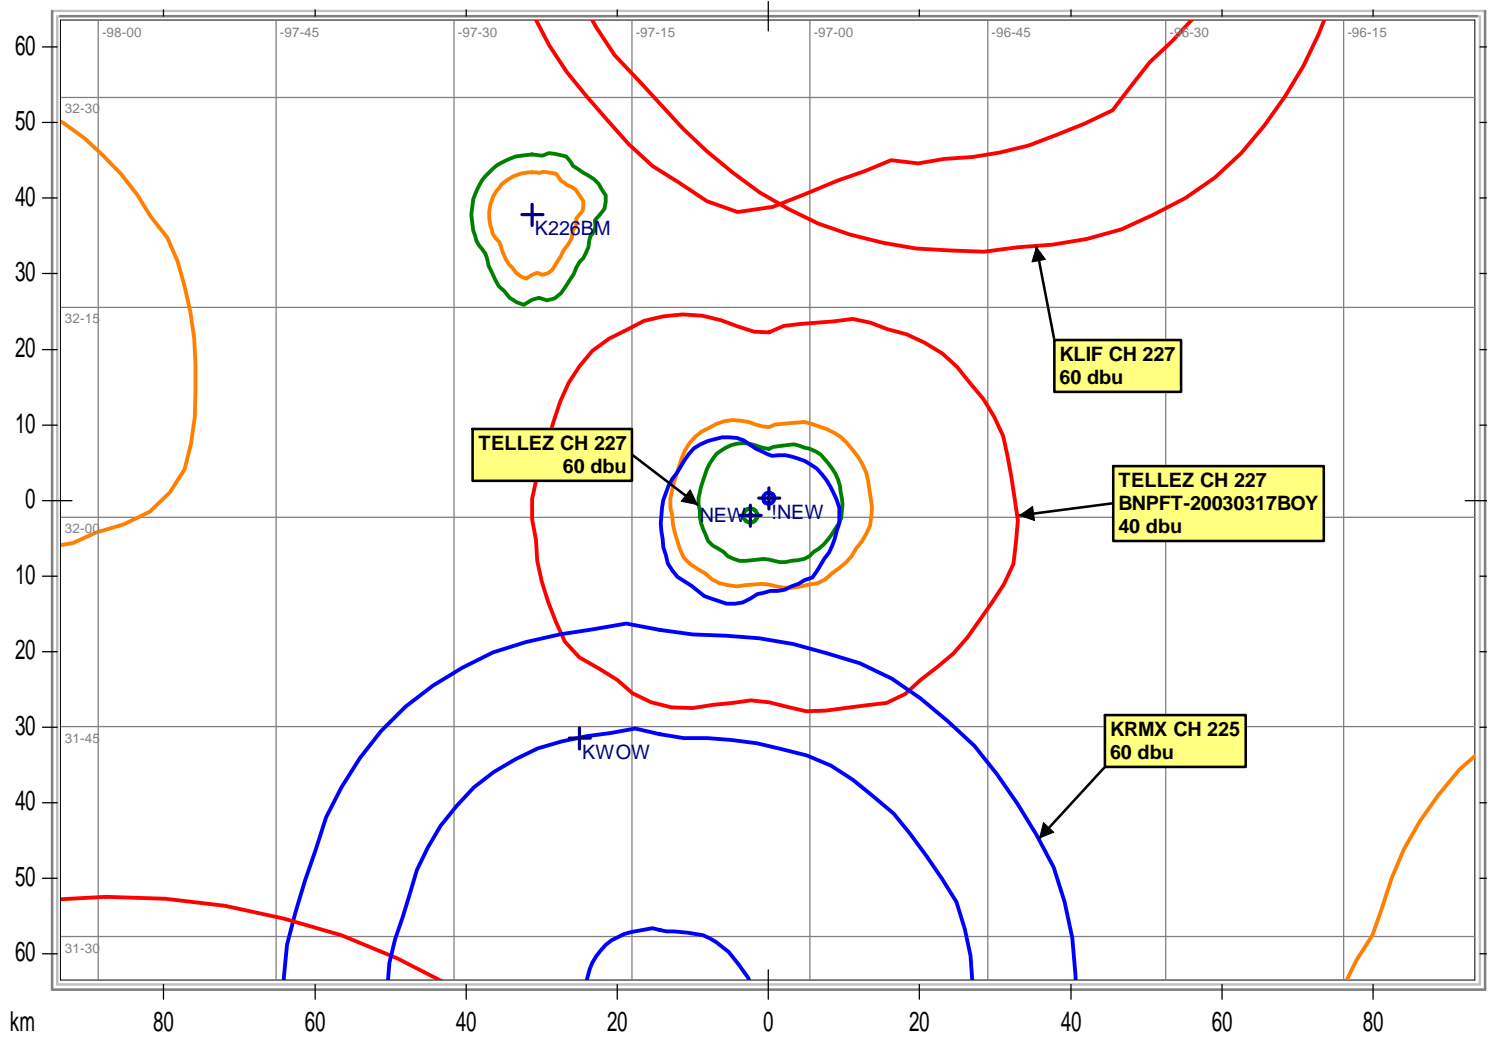 -98-00
-97-45
-97-30
-97-15
-97-00
-96-45
-96-30
-96-15
60
32-30
50
40
K226BM
30
32-15
20
KLIF CH 227
60 dbu
10
TELLEZ CH 227
60 dbu
TELLEZ CH 227
BNPFT-20030317BOY
40 dbu
0
NEW
!NEW
32-00
10
20
30
31-45
KWOW
KRMX CH 225
60 dbu
40
50
60
31-30
km
80
60
40
20
0
20
40
60
80